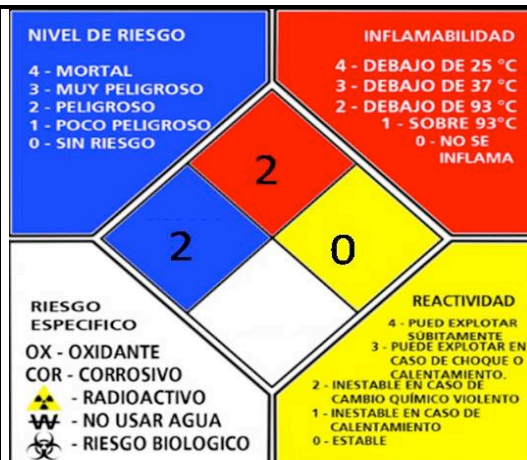 NIVEL DE RIESGO
4 - MORTAL
3 - MUY PELIGROSO
2 - PELIGROSO
1 - POCO PELIGROSO
0 - SIN RIESGO
INFLAMABILIDAD
4 - DEBAJO DE 25 °C
3 - DEBAJO DE 37 °C
2 - DEBAJO DE 93 °C
1 - SOBRE 93°C
0 - NO SE
INFLAMA
2
2
0
RIESGO
ESPECIFICO
OX - OXIDANTE
COR - CORROSIVO
- RADIOACTIVO
W - NO USAR AGUA
- RIESGO BIOLOGICO
REACTIVIDAD
4 - PUED EXPLOTAR
SÚBITAMENTE
3 - PUEDE EXPLOTAR EN
CASO DE CHOQUE O
CALENTAMIENTO.
2 - INESTABLE EN CASO DE
CAMBIO QUÍMICO VIOLENTO
1 - INESTABLE EN CASO DE
CALENTAMIENTO
0 - ESTABLE